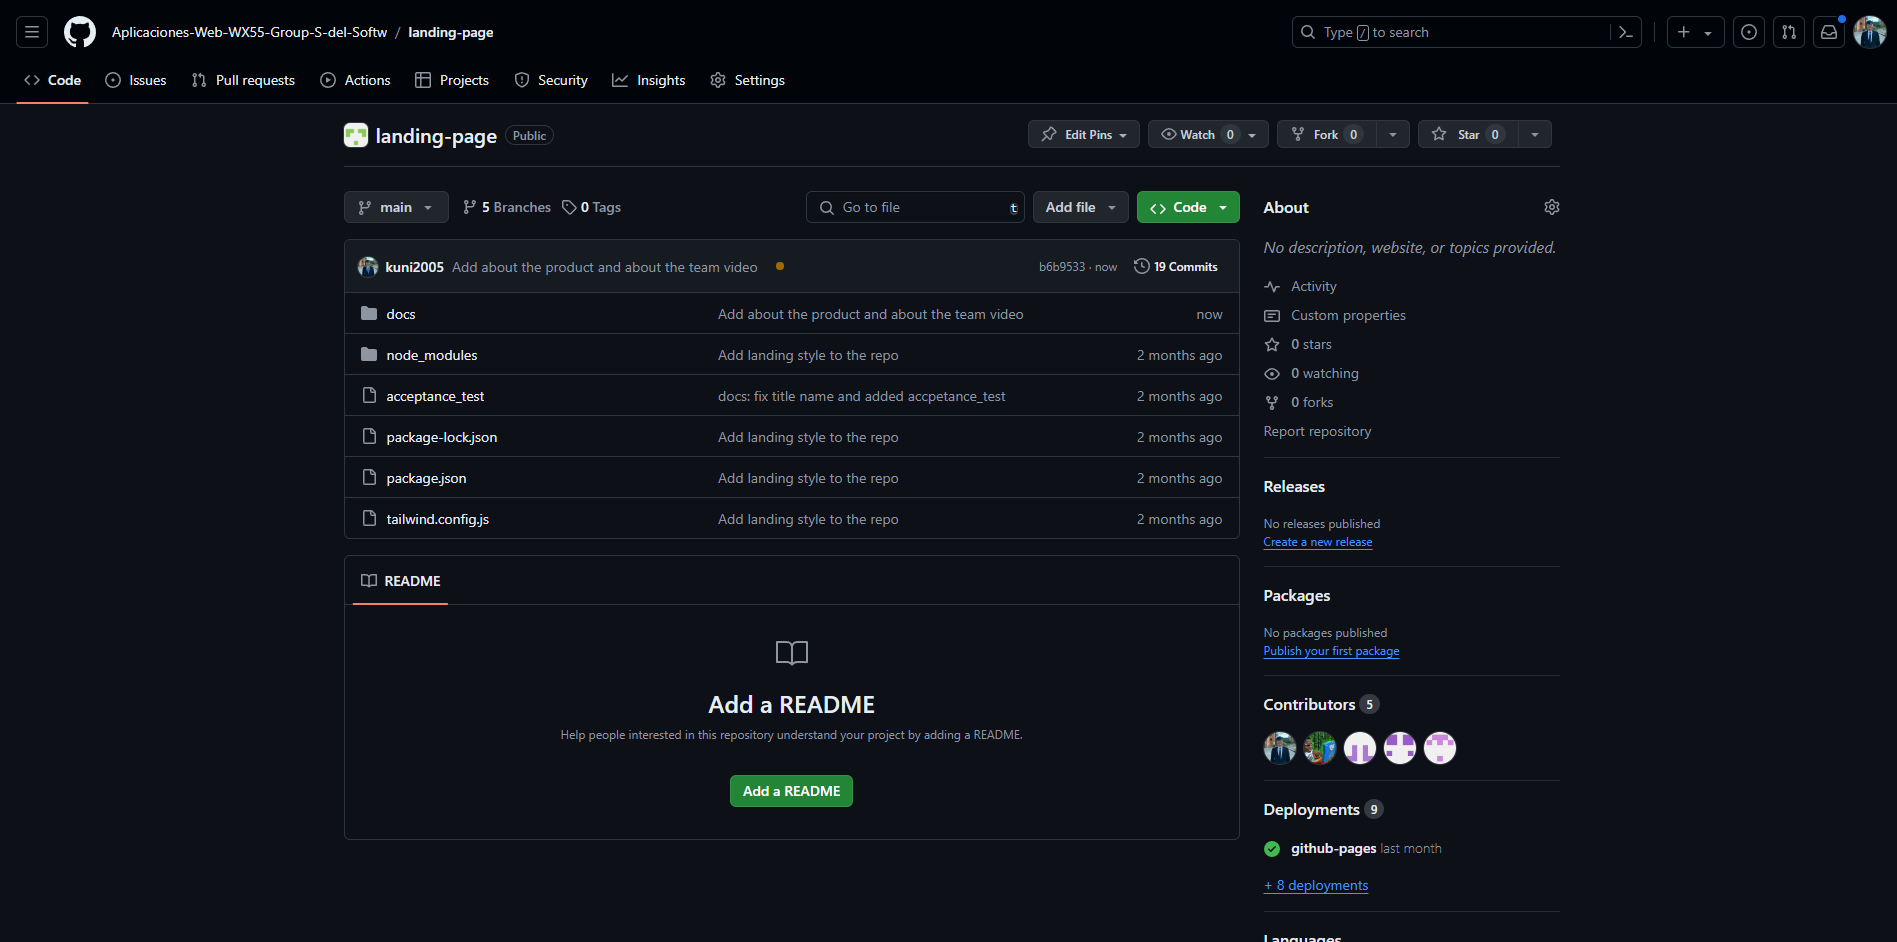 Aplicaciones-Web-WX55-Group-S-del-Softw / landing-page
Type / to search
Code Issues Pull requests Actions Projects Security Insights Settings
landing-page Public
Edit Pins Watch 0 Fork 0 Star 0
main 5 Branches 0 Tags Go to file t Add file Code
kuni2005 Add about the product and about the team video b6b9533 · now 19 Commits
docs Add about the product and about the team video now
node_modules Add landing style to the repo 2 months ago
acceptance_test docs: fix title name and added accpetance_test 2 months ago
package-lock.json Add landing style to the repo 2 months ago
package.json Add landing style to the repo 2 months ago
tailwind.config.js Add landing style to the repo 2 months ago
README
Add a README
Help people interested in this repository understand your project by adding a README.
Add a README
About
No description, website, or topics provided.
Activity
Custom properties
0 stars
0 watching
0 forks
Report repository
Releases
No releases published
Create a new release
Packages
No packages published
Publish your first package
Contributors 5
Deployments 9
github-pages last month
+ 8 deployments
Languages